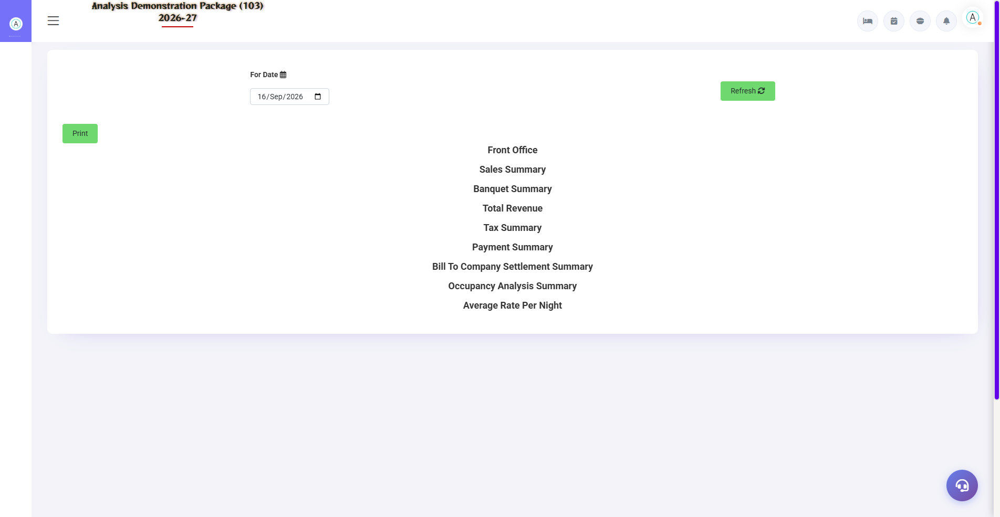 Analysis Demonstration Package (103)
2026-27
A
A
For Date
16/Sep/2026
Refresh
Print
Front Office
Sales Summary
Banquet Summary
Total Revenue
Tax Summary
Payment Summary
Bill To Company Settlement Summary
Occupancy Analysis Summary
Average Rate Per Night